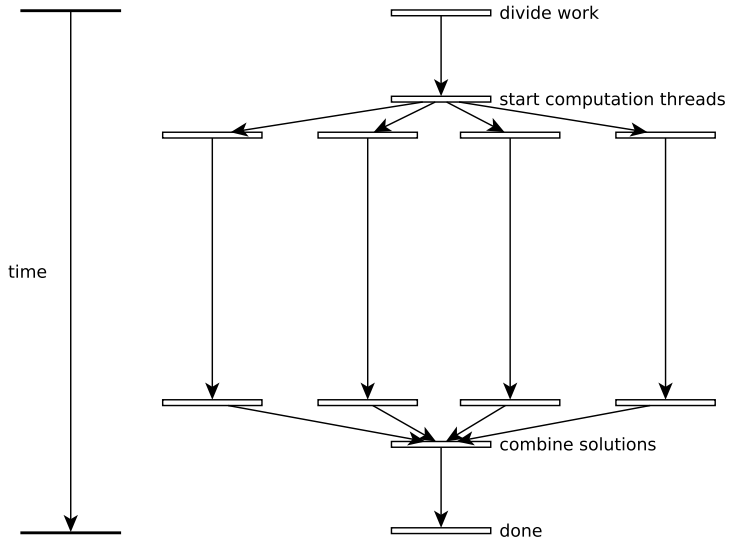 divide work
start computation threads
time
combine solutions
done